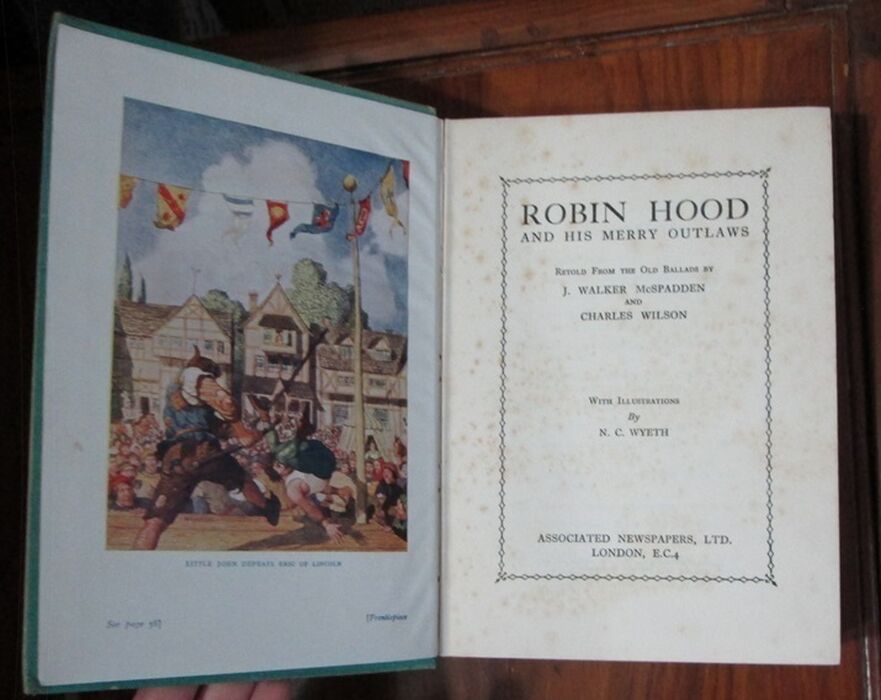 LITTLE JOHN DEFEATS ERIC OF LINCOLN
See page 58]
[Frontispiece
ROBIN HOOD
AND HIS MERRY OUTLAWS
Retold From the Old Ballads by
J. WALKER McSPADDEN
AND
CHARLES WILSON
With Illustrations
By
N. C. WYETH
ASSOCIATED NEWSPAPERS, LTD.
LONDON, E.C.4